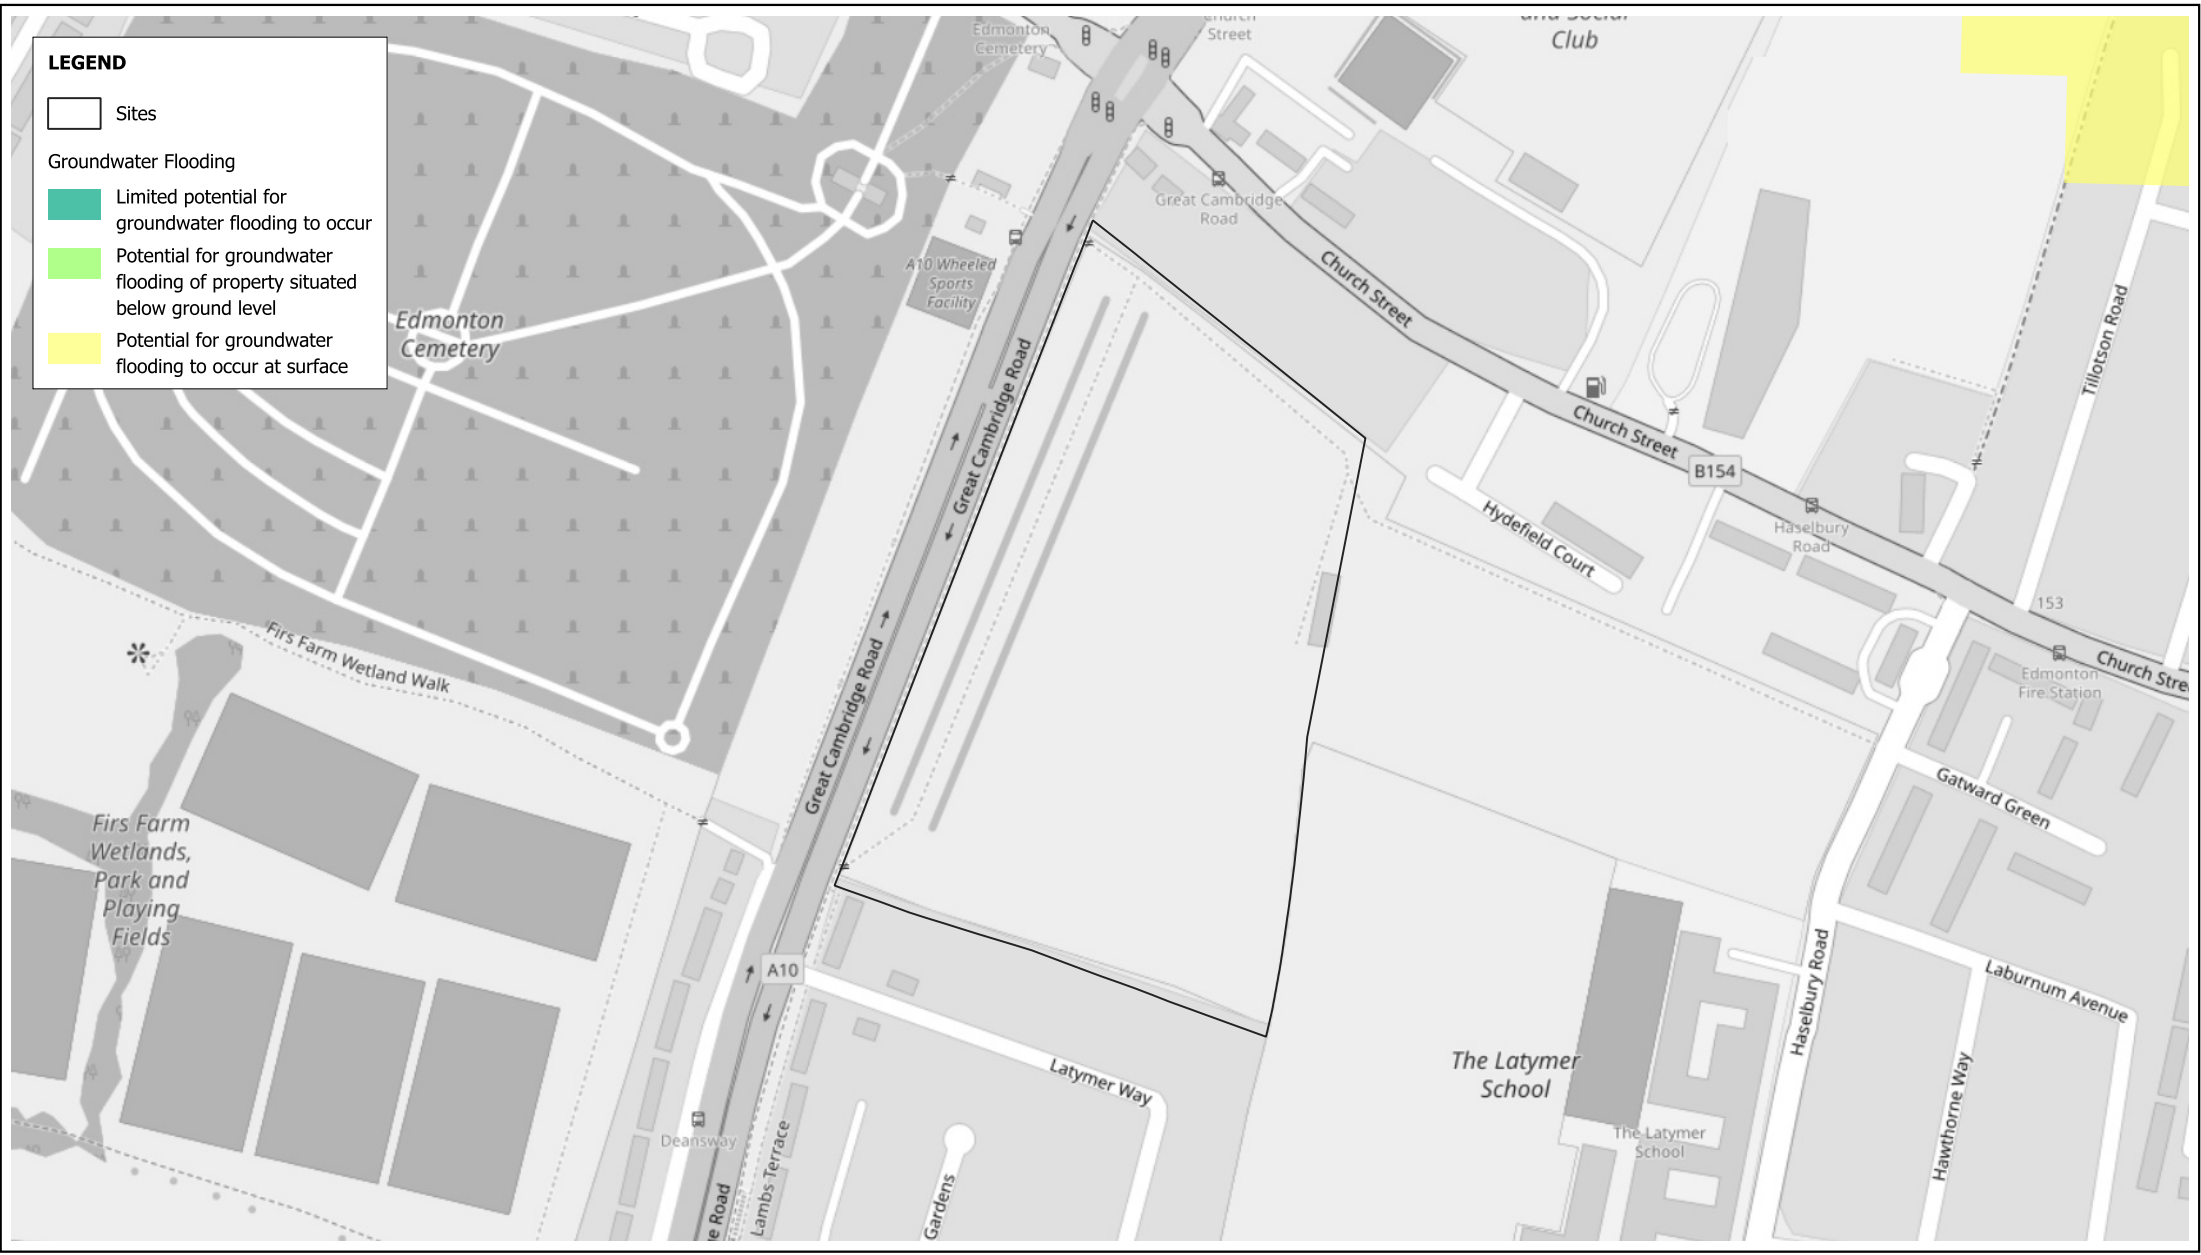 LEGEND
Sites
Groundwater Flooding
Limited potential for
groundwater flooding to occur
Potential for groundwater
flooding of property situated
below ground level
Potential for groundwater
flooding to occur at surface
Edmonton
Cemetery
Church
Street
and Social
Club
Great Cambridge
Road
A10 Wheeled
Sports
Facility
Edmonton
Cemetery
Church Street
Great Cambridge Road
Tillotson Road
Church Street
B154
Hydefield Court
Haselbury
Road
153
Edmonton
Fire Station
Church Stre
Firs Farm Wetland Walk
Great Cambridge Road
Gatward Green
Firs Farm
Wetlands,
Park and
Playing
Fields
A10
Latymer Way
Haselbury Road
Laburnum Avenue
The Latymer
School
Hawthorne Way
Deansway
The Latymer
School
Lambs Terrace
Gardens
e Road